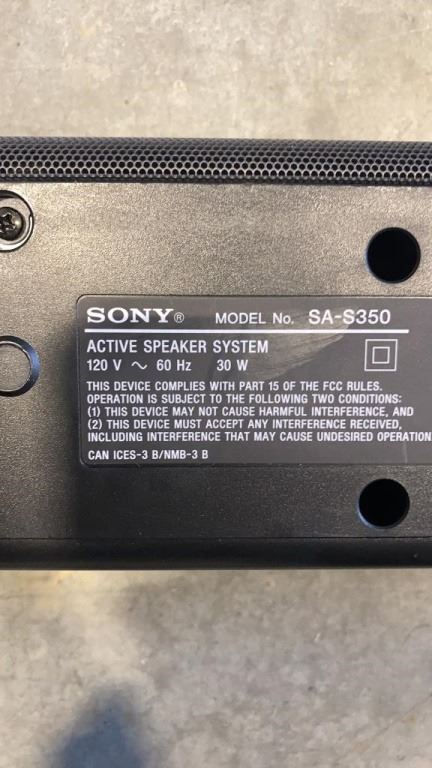 SONY® MODEL No. SA-S350
ACTIVE SPEAKER SYSTEM
120 V ~ 60 Hz 30 W
THIS DEVICE COMPLIES WITH PART 15 OF THE FCC RULES.
OPERATION IS SUBJECT TO THE FOLLOWING TWO CONDITIONS:
(1) THIS DEVICE MAY NOT CAUSE HARMFUL INTERFERENCE, AND
(2) THIS DEVICE MUST ACCEPT ANY INTERFERENCE RECEIVED,
INCLUDING INTERFERENCE THAT MAY CAUSE UNDESIRED OPERATION
CAN ICES-3 B/NMB-3 B